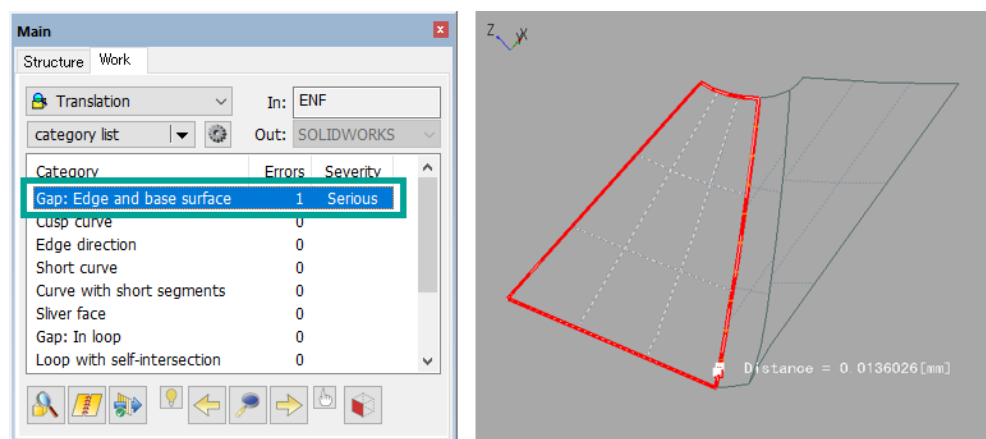 Main
Structure Work
Translation In: ENF
category list Out: SOLIDWORKS
Category Errors Severity
Gap: Edge and base surface 1 Serious
Cusp curve 0
Edge direction 0
Short curve 0
Curve with short segments 0
Sliver face 0
Gap: In loop 0
Loop with self-intersection 0
Z X
Distance = 0.0136026[mm]